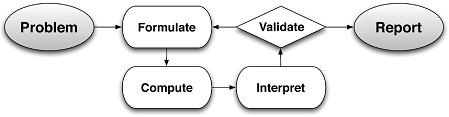 Problem
Formulate
Validate
Report
Compute
Interpret